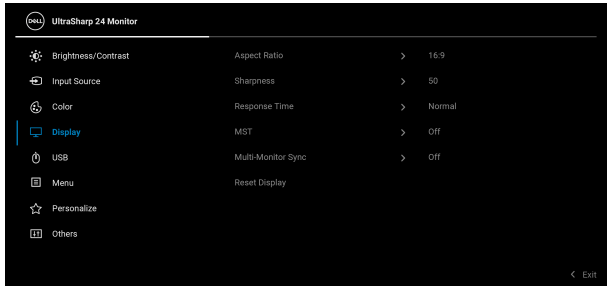 DELL UltraSharp 24 Monitor
Brightness/Contrast Aspect Ratio > 16:9
Input Source Sharpness > 50
Color Response Time > Normal
Display MST > Off
USB Multi-Monitor Sync > Off
Menu Reset Display
Personalize
Others
< Exit